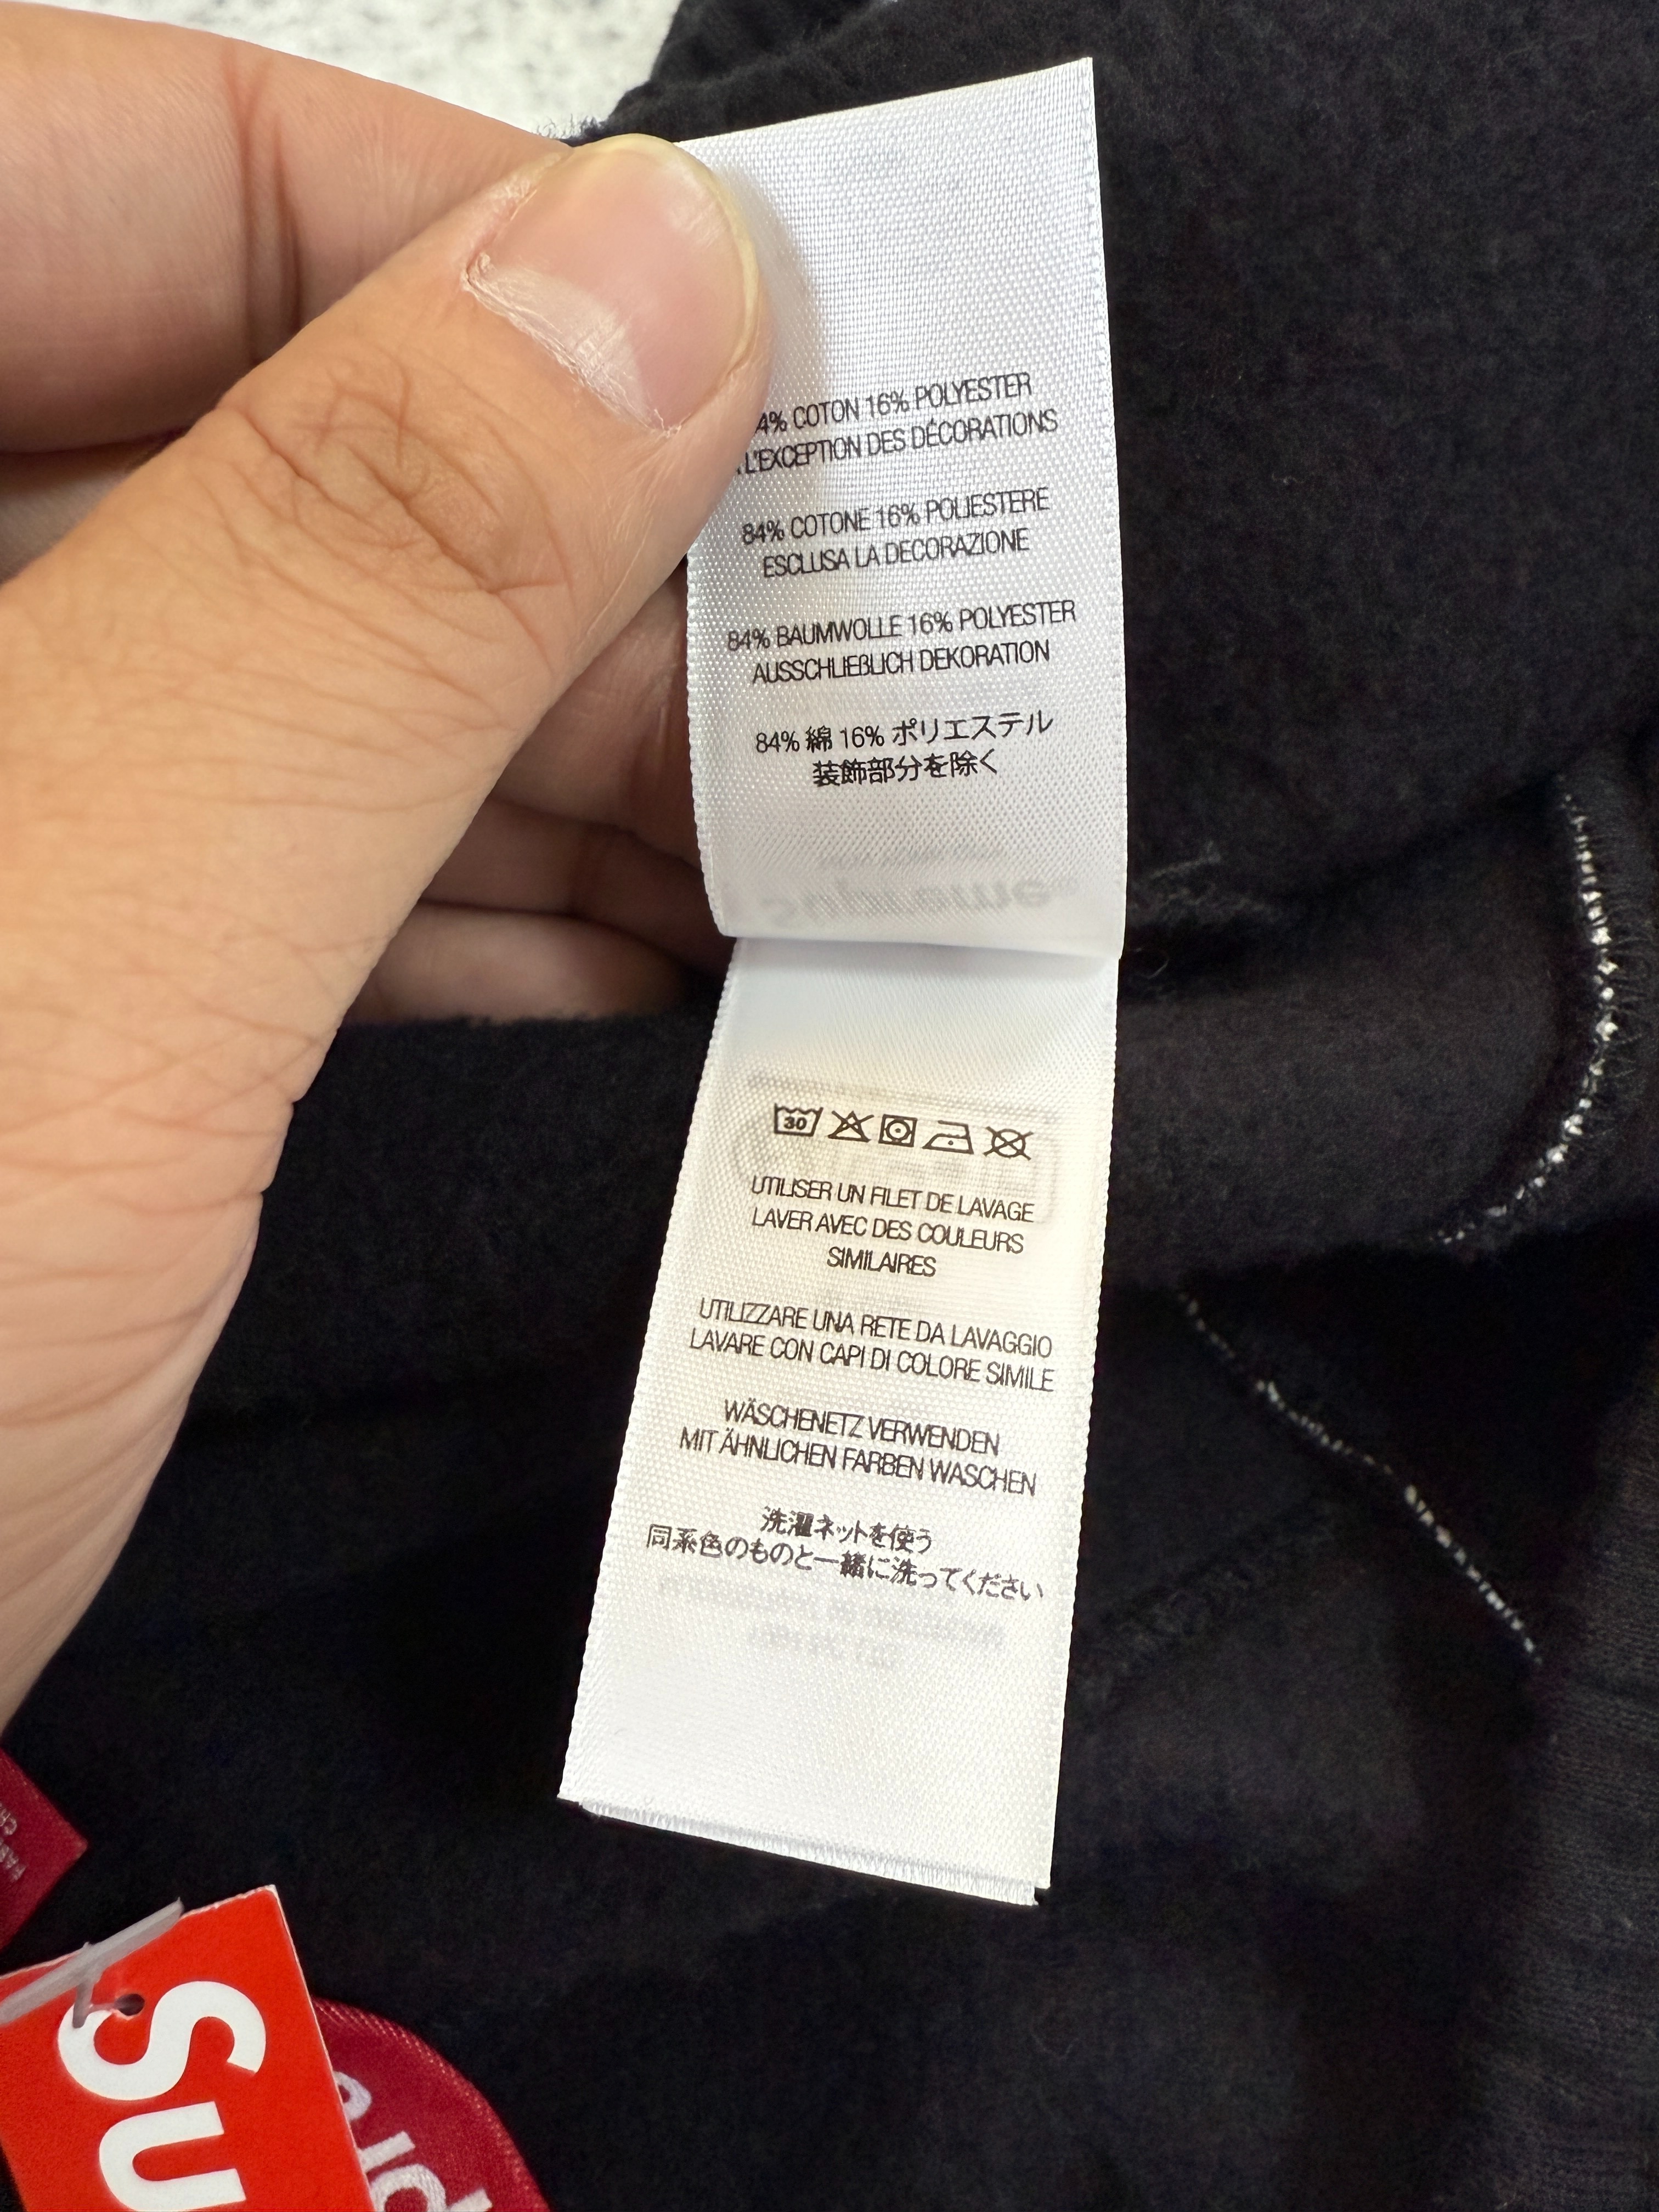 4% COTON 16% POLYESTER
L'EXCEPTION DES DÉCORATIONS
84% COTONE 16% POLIESTERE
ESCLUSA LA DECORAZIONE
84% BAUMWOLLE 16% POLYESTER
AUSSCHLIEßLICH DEKORATION
84% 綿 16% ポリエステル
装飾部分を除く
Supreme
30
UTILISER UN FILET DE LAVAGE
LAVER AVEC DES COULEURS
SIMILAIRES
UTILIZZARE UNA RETE DA LAVAGGIO
LAVARE CON CAPI DI COLORE SIMILE
WÄSCHENETZ VERWENDEN
MIT ÄHNLICHEN FARBEN WASCHEN
洗濯ネットを使う
同系色のものと一緒に洗ってください
Su